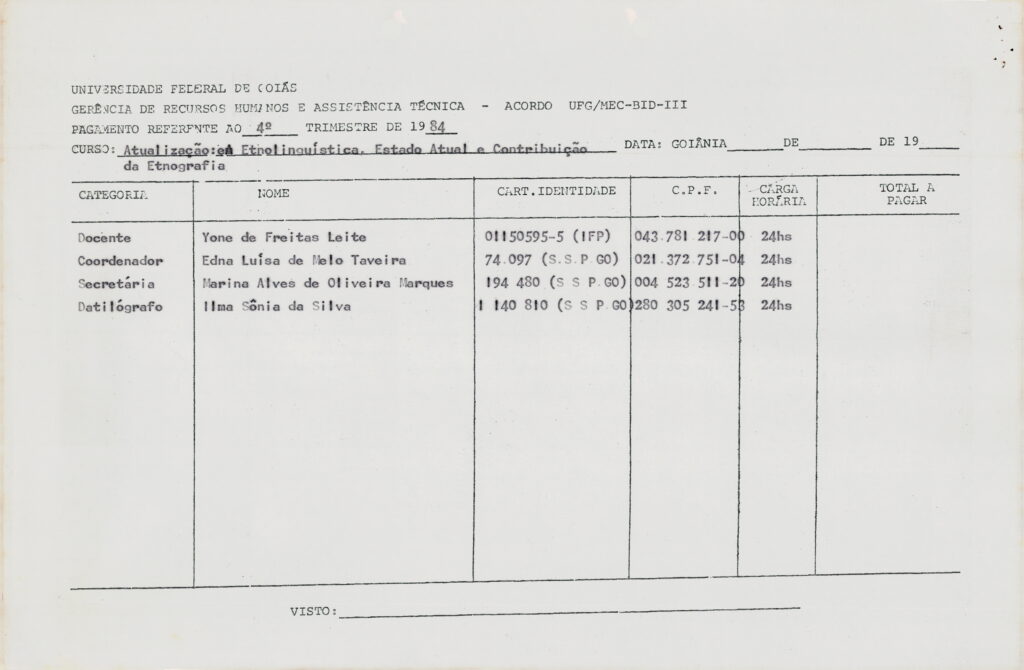 UNIVERSIDADE FEDERAL DE GOIÁS
GERÊNCIA DE RECURSOS HUMANOS E ASSISTÊNCIA TÉCNICA - ACORDO UFG/MEC-BID-III
PAGAMENTO REFERENTE AO 4º TRIMESTRE DE 1984
CURSO: Atualização: A Etnolinguística, Estado Atual e Contribuição DATA: GOIÂNIA______DE________ DE 19____
da Etnografia
CATEGORIA NOME CART.IDENTIDADE C.P.F. CARGA HORÁRIA TOTAL A PAGAR
Docente Yone de Freitas Leite 01150595-5 (IFP) 043.781 217-00 24hs
Coordenador Edna Luísa de Melo Taveira 74.097 (S.S.P GO) 021.372 751-04 24hs
Secretária Marina Alves de Oliveira Marques 194 480 (S S P.GO) 004 523 511-20 24hs
Datilógrafo Ilma Sônia da Silva 1 140 810 (S S P GO) 280 305 241-53 24hs
VISTO:____________________